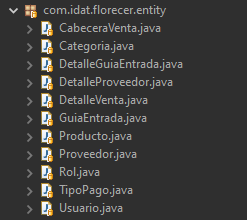 com.idat.florecer.entity
CabeceraVenta.java
Categoria.java
DetalleGuiaEntrada.java
DetalleProveedor.java
DetalleVenta.java
GuiaEntrada.java
Producto.java
Proveedor.java
Rol.java
TipoPago.java
Usuario.java